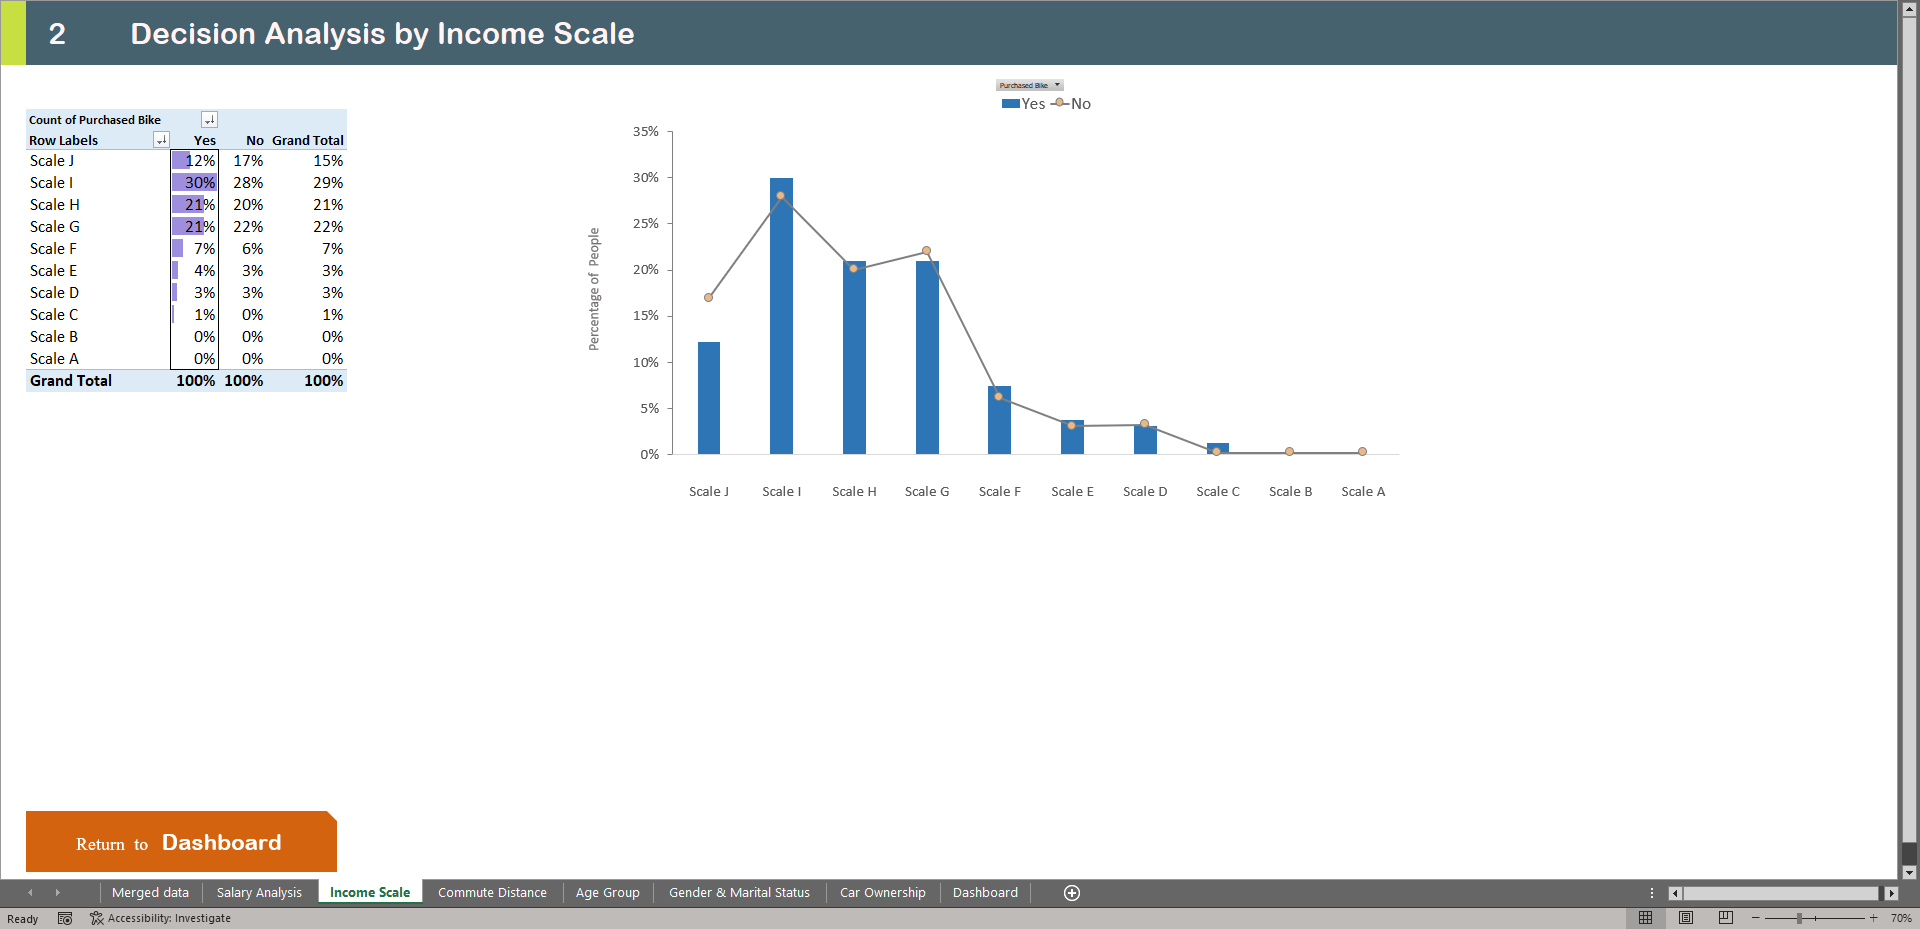 2 Decision Analysis by Income Scale
Purchased Bike
Yes No
Count of Purchased Bike
Row Labels Yes No Grand Total
Scale J 12% 17% 15%
Scale I 30% 28% 29%
Scale H 21% 20% 21%
Scale G 21% 22% 22%
Scale F 7% 6% 7%
Scale E 4% 3% 3%
Scale D 3% 3% 3%
Scale C 1% 0% 1%
Scale B 0% 0% 0%
Scale A 0% 0% 0%
Grand Total 100% 100% 100%
Percentage of People
35%
30%
25%
20%
15%
10%
5%
0%
Scale J Scale I Scale H Scale G Scale F Scale E Scale D Scale C Scale B Scale A
Return to Dashboard
Merged data Salary Analysis Income Scale Commute Distance Age Group Gender & Marital Status Car Ownership Dashboard
Ready Accessibility: Investigate 70%